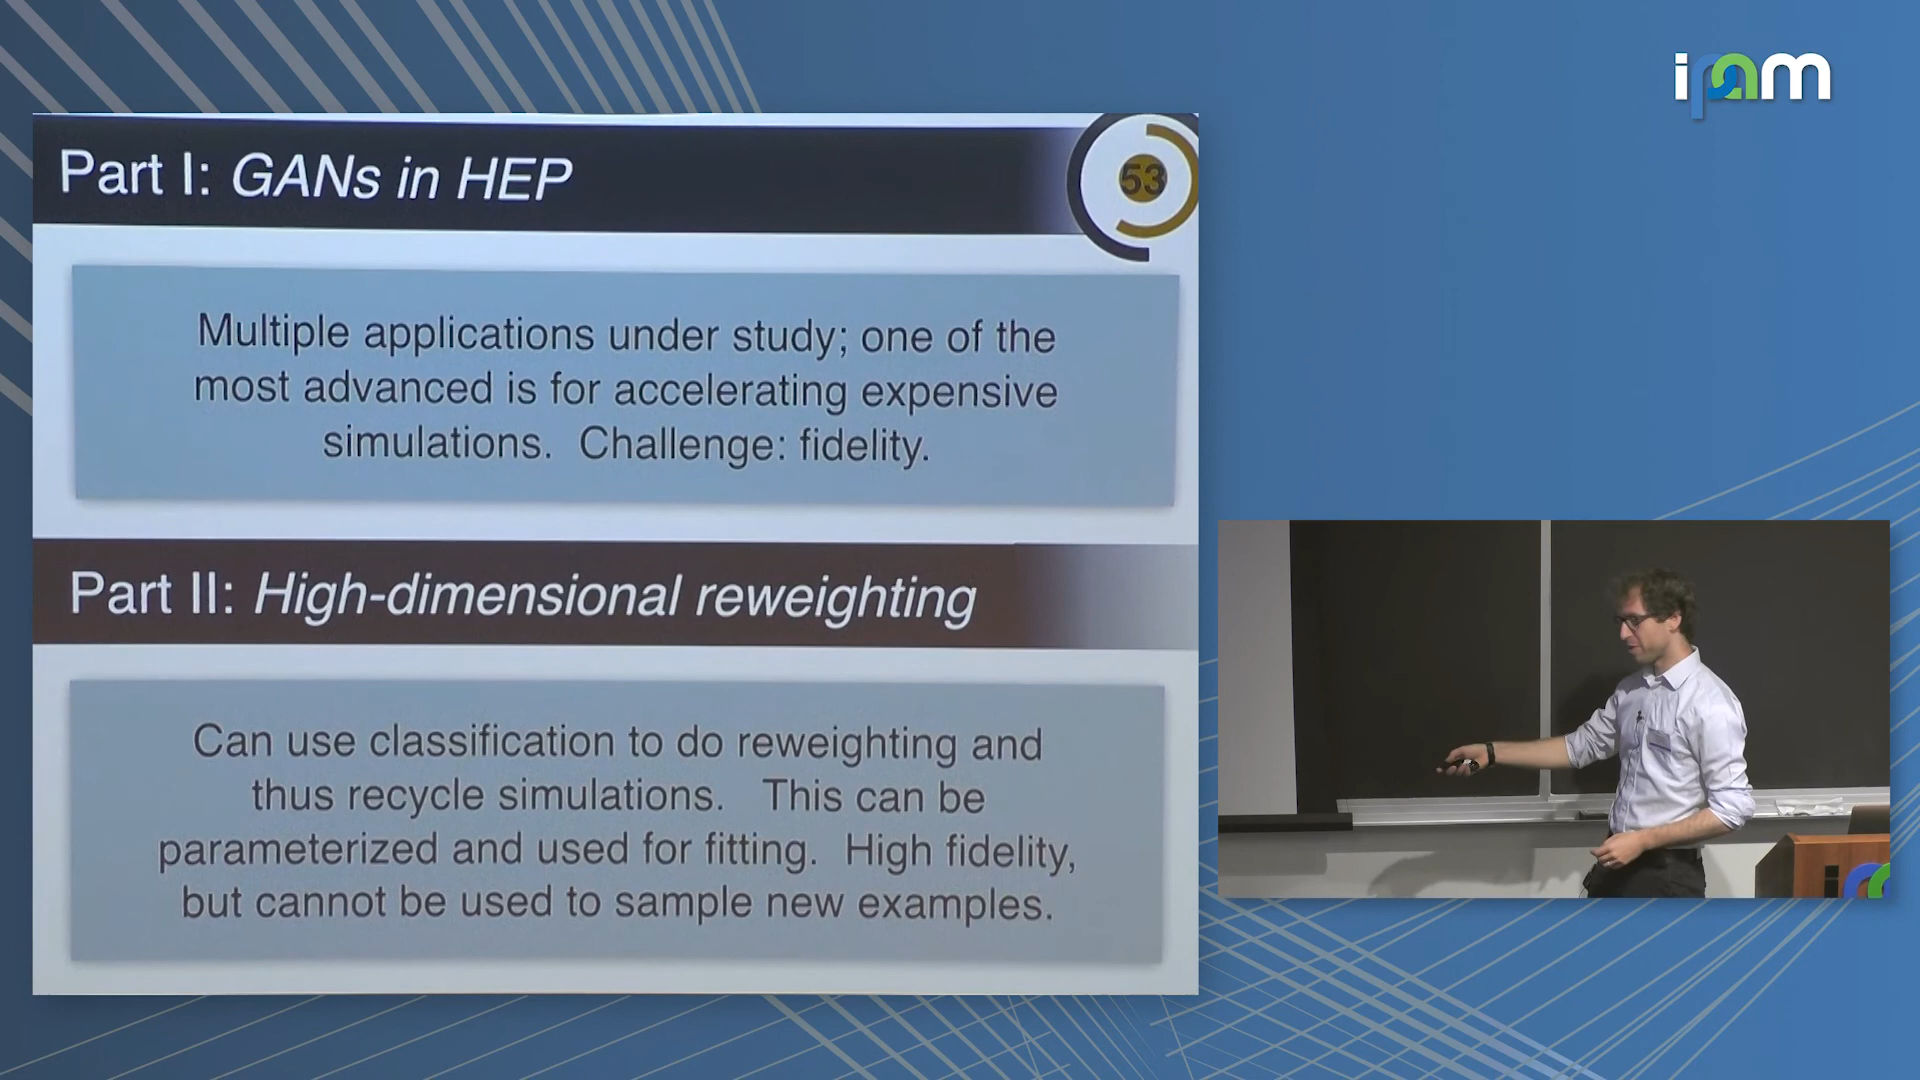 ipam
Part I: GANs in HEP
53
Multiple applications under study; one of the
most advanced is for accelerating expensive
simulations. Challenge: fidelity.
Part II: High-dimensional reweighting
Can use classification to do reweighting and
thus recycle simulations. This can be
parameterized and used for fitting. High fidelity,
but cannot be used to sample new examples.